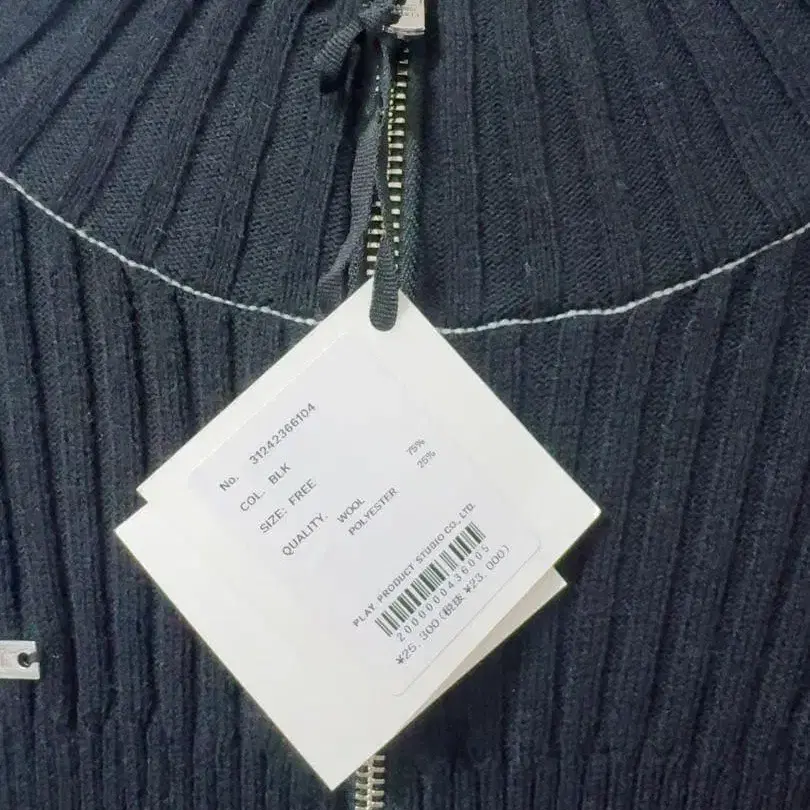 No. 31242366104
COL. BLK
SIZE: FREE
QUALITY. WOOL 75%
POLYESTER 25%
PLAY. PRODUCT STUDIO CO., LTD.
2000000436005
¥25,300(税抜 ¥23,000)